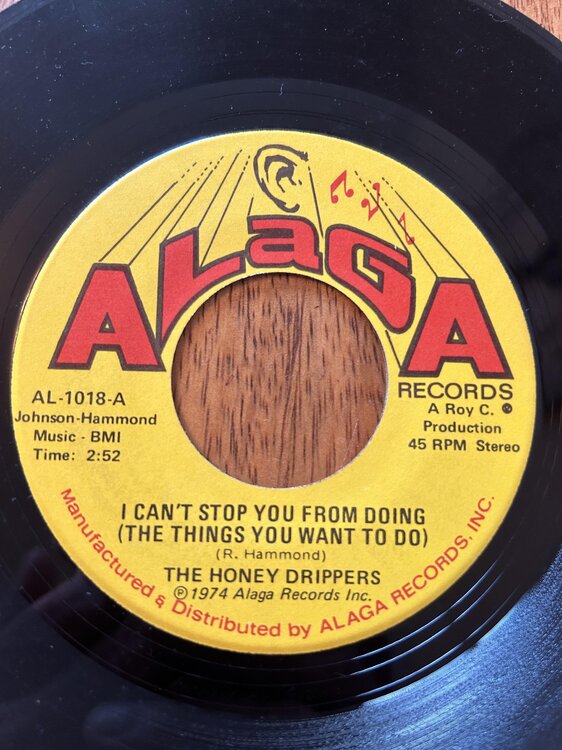 ALaGA
RECORDS
AL-1018-A
Johnson-Hammond
Music - BMI
Time: 2:52
A Roy C.
Production
45 RPM Stereo
I CAN'T STOP YOU FROM DOING
(THE THINGS YOU WANT TO DO)
(R. Hammond)
THE HONEY DRIPPERS
Ⓟ1974 Alaga Records Inc.
Manufactured & Distributed by ALAGA RECORDS, INC.